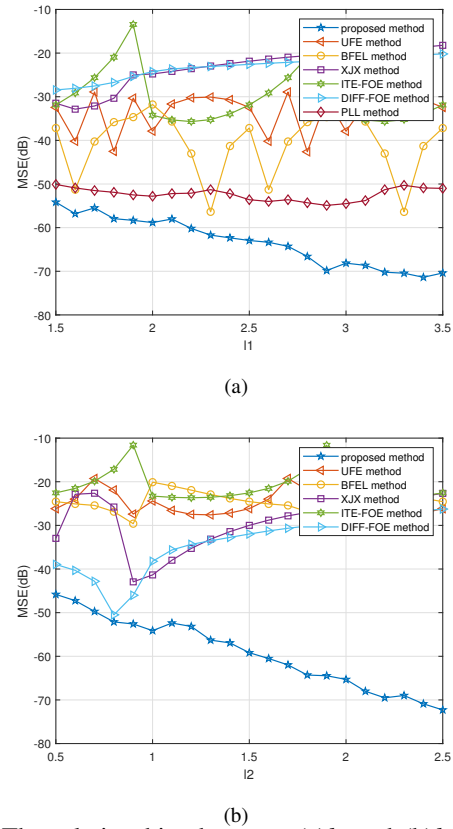 -10
-20
-30
-40
-50
-60
-70
-80
MSE(dB)
1.5 2 2.5 3 3.5
l1
proposed method
UFE method
BFEL method
XJX method
ITE-FOE method
DIFF-FOE method
PLL method
(a)
-10
-20
-30
-40
-50
-60
-70
-80
MSE(dB)
0.5 1 1.5 2 2.5
l2
proposed method
UFE method
BFEL method
XJX method
ITE-FOE method
DIFF-FOE method
(b)